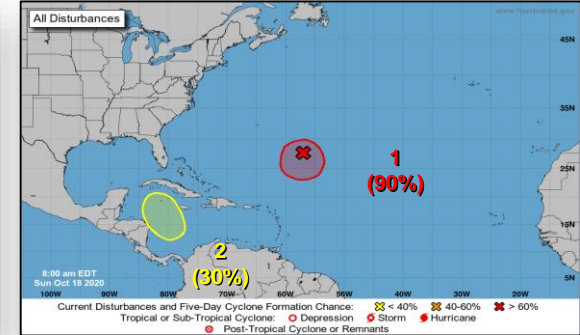 All Disturbances
www.hurricanes.gov
45N
35N
1
(90%)
25N
15N
2
(30%)
5N
8:00 am EDT
Sun Oct 18 2020
100W 90W 80W 70W 60W 50W 40W 30W 20W
Current Disturbances and Five-Day Cyclone Formation Chance: < 40% 40-60% > 60%
Tropical or Sub-Tropical Cyclone: Depression Storm Hurricane
Post-Tropical Cyclone or Remnants